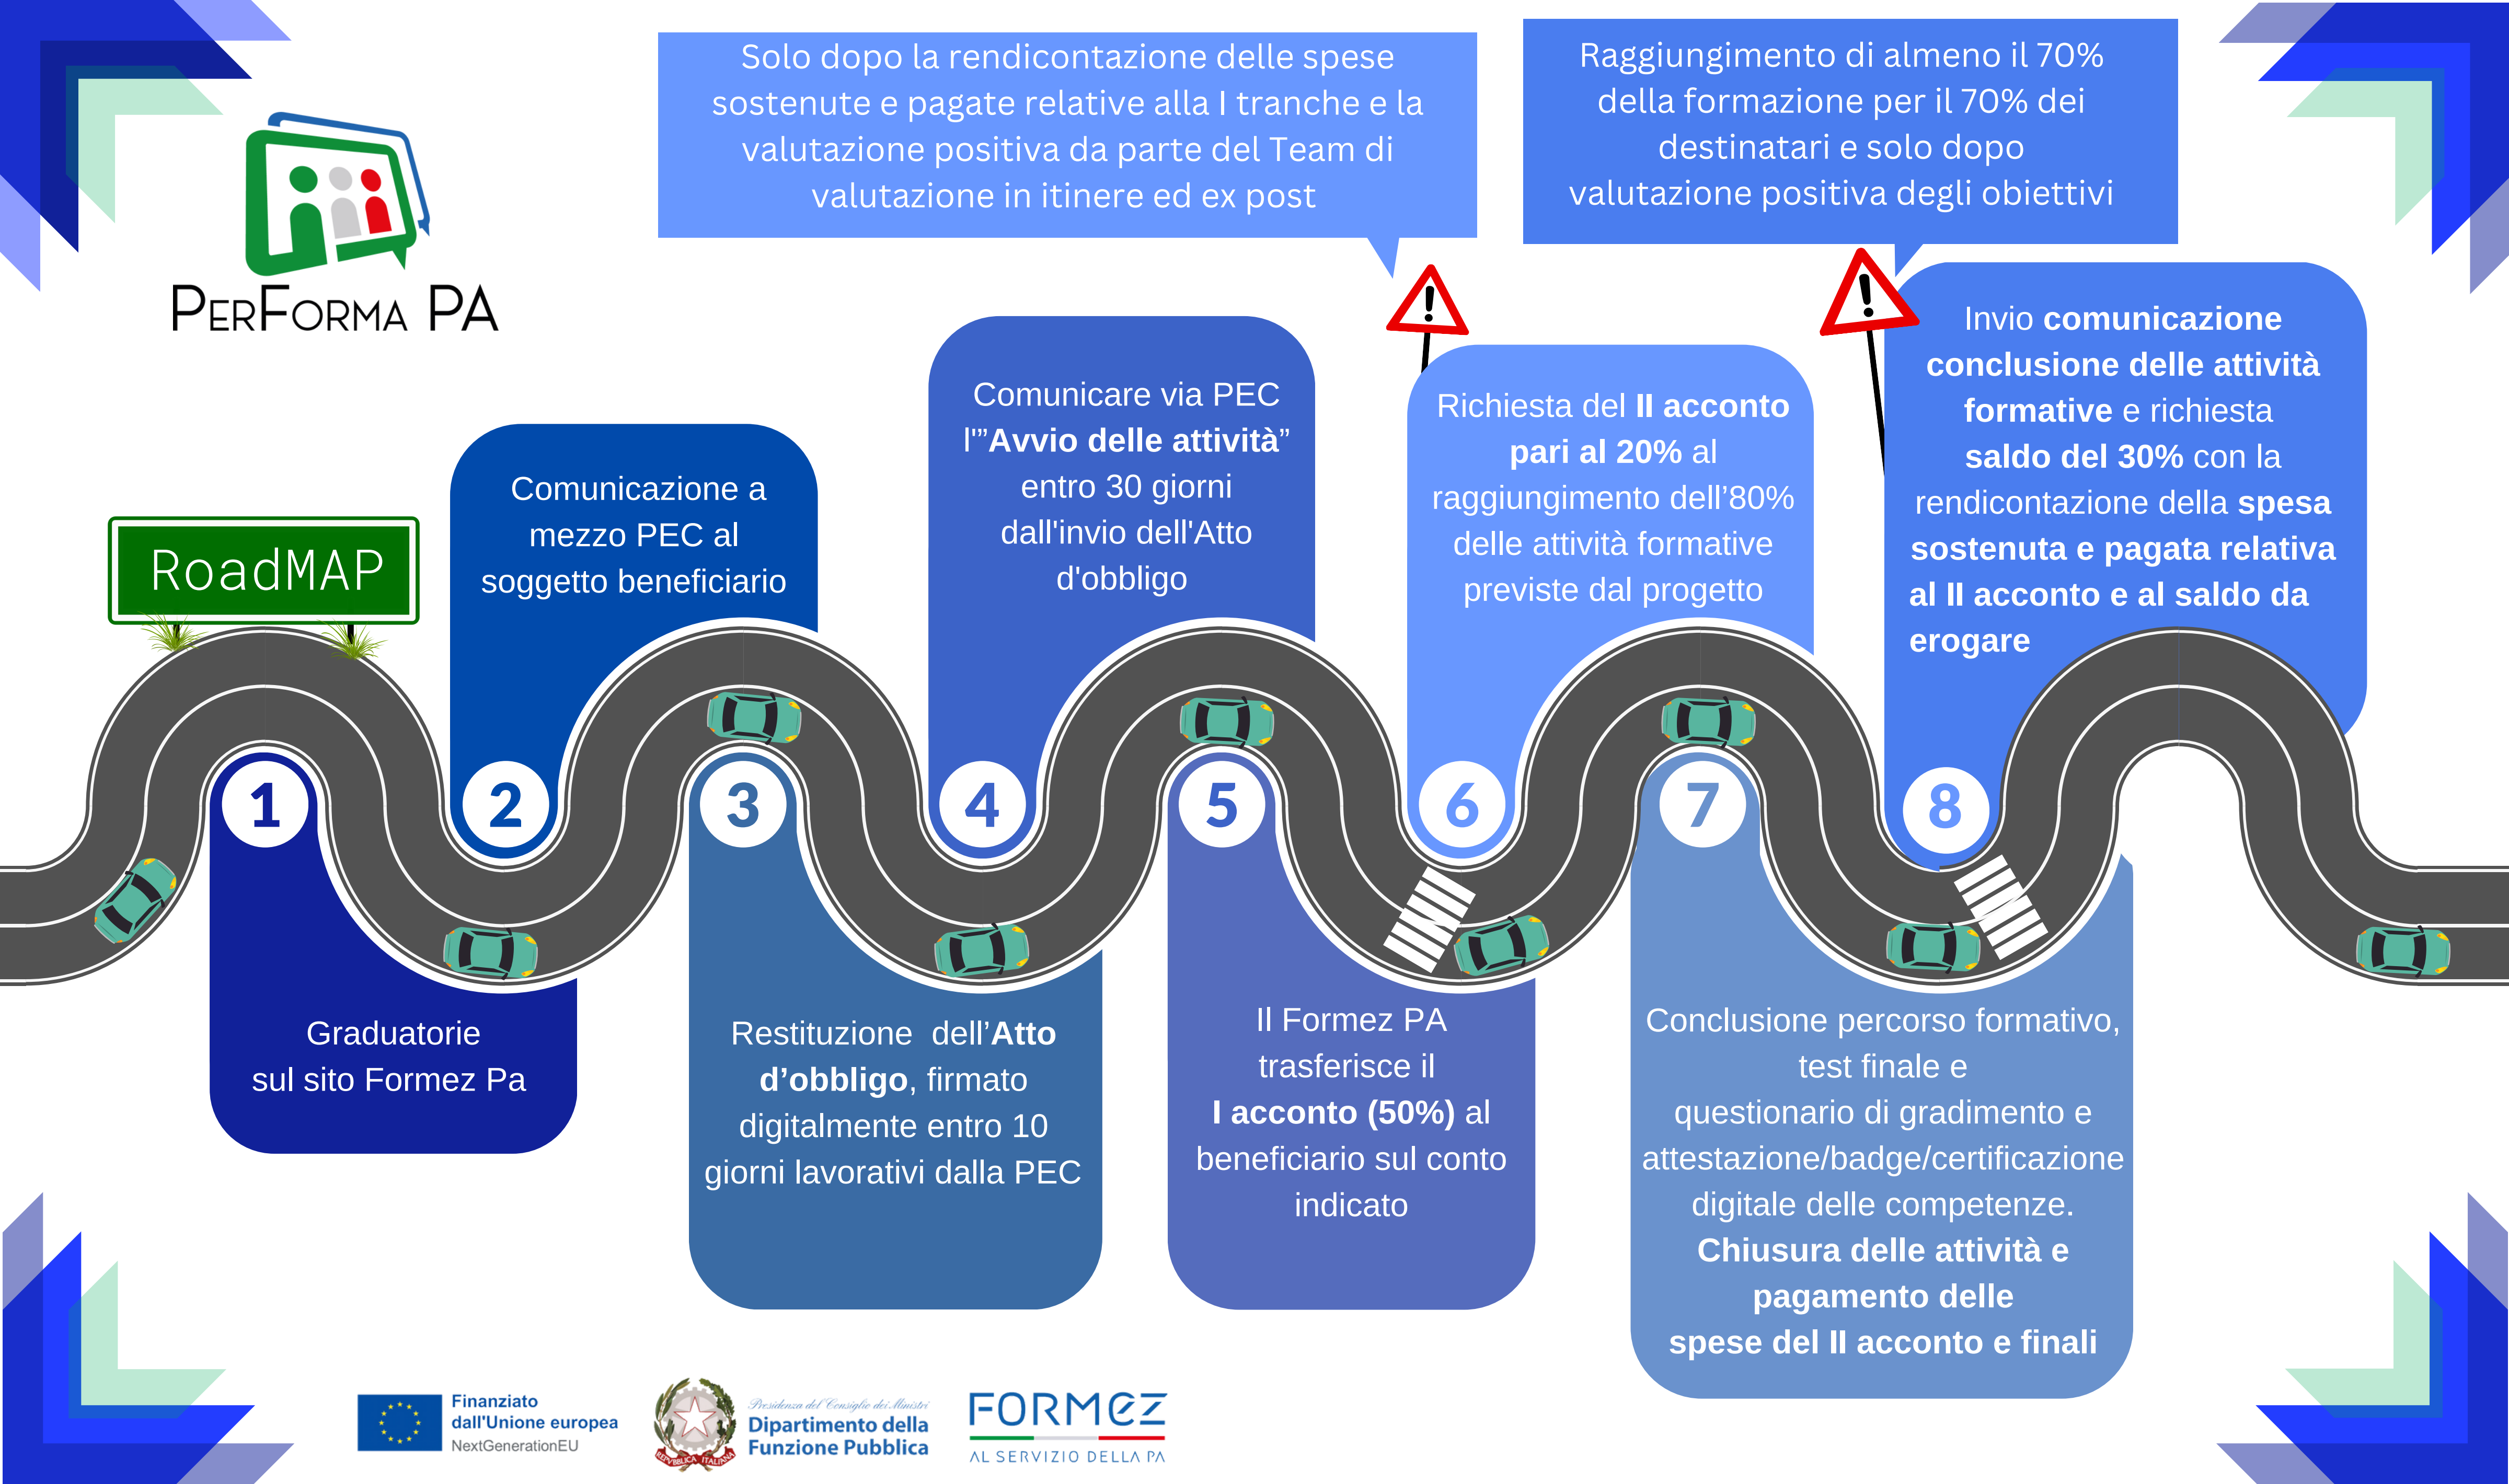 PERFORMA PA
Solo dopo la rendicontazione delle spese
sostenute e pagate relative alla I tranche e la
valutazione positiva da parte del Team di
valutazione in itinere ed ex post
Raggiungimento di almeno il 70%
della formazione per il 70% dei
destinatari e solo dopo
valutazione positiva degli obiettivi
RoadMAP
1
Graduatorie
sul sito Formez Pa
2
Comunicazione a
mezzo PEC al
soggetto beneficiario
3
Restituzione  dell’Atto
d’obbligo, firmato
digitalmente entro 10
giorni lavorativi dalla PEC
4
Comunicare via PEC
l'”Avvio delle attività”
entro 30 giorni
dall'invio dell'Atto
d'obbligo
5
Il Formez PA
trasferisce il
I acconto (50%) al
beneficiario sul conto
indicato
!
6
Richiesta del II acconto
pari al 20% al
raggiungimento dell’80%
delle attività formative
previste dal progetto
7
Conclusione percorso formativo,
test finale e
questionario di gradimento e
attestazione/badge/certificazione
digitale delle competenze.
Chiusura delle attività e
pagamento delle
spese del II acconto e finali
!
8
Invio comunicazione
conclusione delle attività
formative e richiesta
saldo del 30% con la
rendicontazione della spesa
sostenuta e pagata relativa
al II acconto e al saldo da
erogare
Finanziato
dall'Unione europea
NextGenerationEU
REPVBBLICA ITALIANA
Presidenza del Consiglio dei Ministri
Dipartimento della
Funzione Pubblica
FORMEZ
AL SERVIZIO DELLA PA